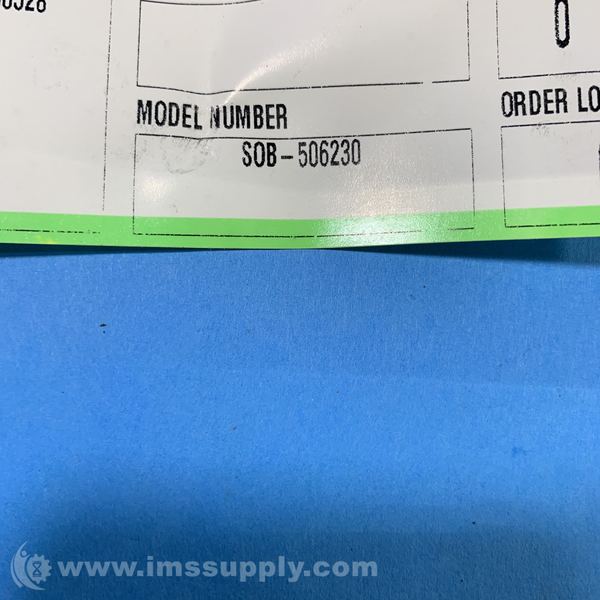 0
MODEL NUMBER
ORDER LO
SOB-506230
www.imssupply.com